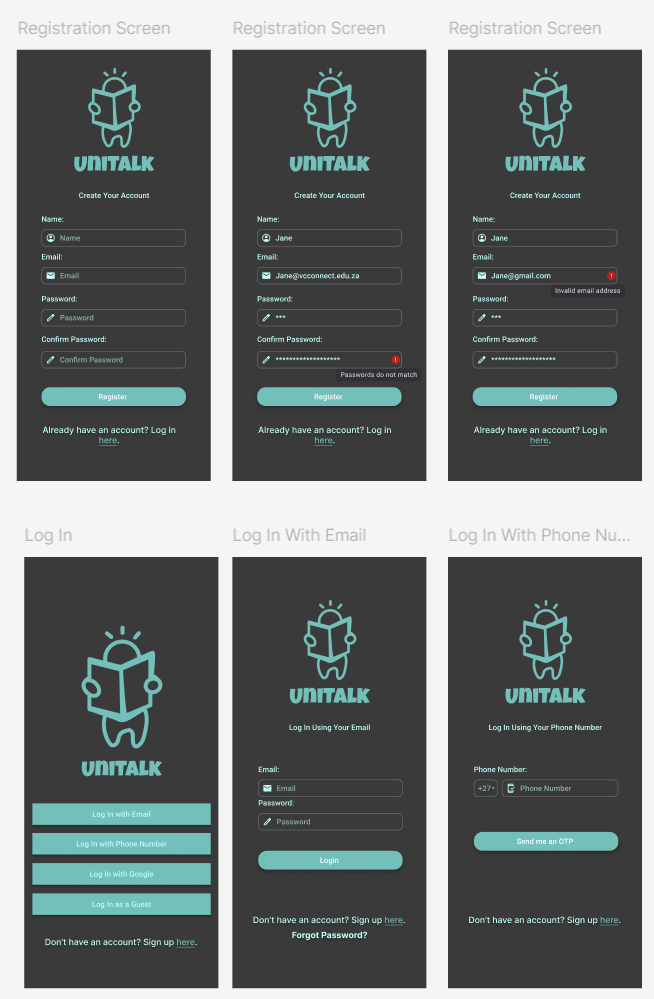 Registration Screen
UNITALK
Create Your Account
Name:
Name
Email:
Email
Password:
Password
Confirm Password:
Confirm Password
Register
Already have an account? Log in
here.
Registration Screen
UNITALK
Create Your Account
Name:
Jane
Email:
Jane@vcconnect.edu.za
Password:
***
Confirm Password:
*******************
!
Passwords do not match
Register
Already have an account? Log in
here.
Registration Screen
UNITALK
Create Your Account
Name:
Jane
Email:
Jane@gmail.com
!
Invalid email address
Password:
***
Confirm Password:
*******************
Register
Already have an account? Log in
here.
Log In
UNITALK
Log In with Email
Log In with Phone Number
Log In with Google
Log In as a Guest
Don't have an account? Sign up here.
Log In With Email
UNITALK
Log In Using Your Email
Email:
Email
Password:
Password
Login
Don't have an account? Sign up here.
Forgot Password?
Log In With Phone Nu...
UNITALK
Log In Using Your Phone Number
Phone Number:
+27 Phone Number
Send me an OTP
Don't have an account? Sign up here.